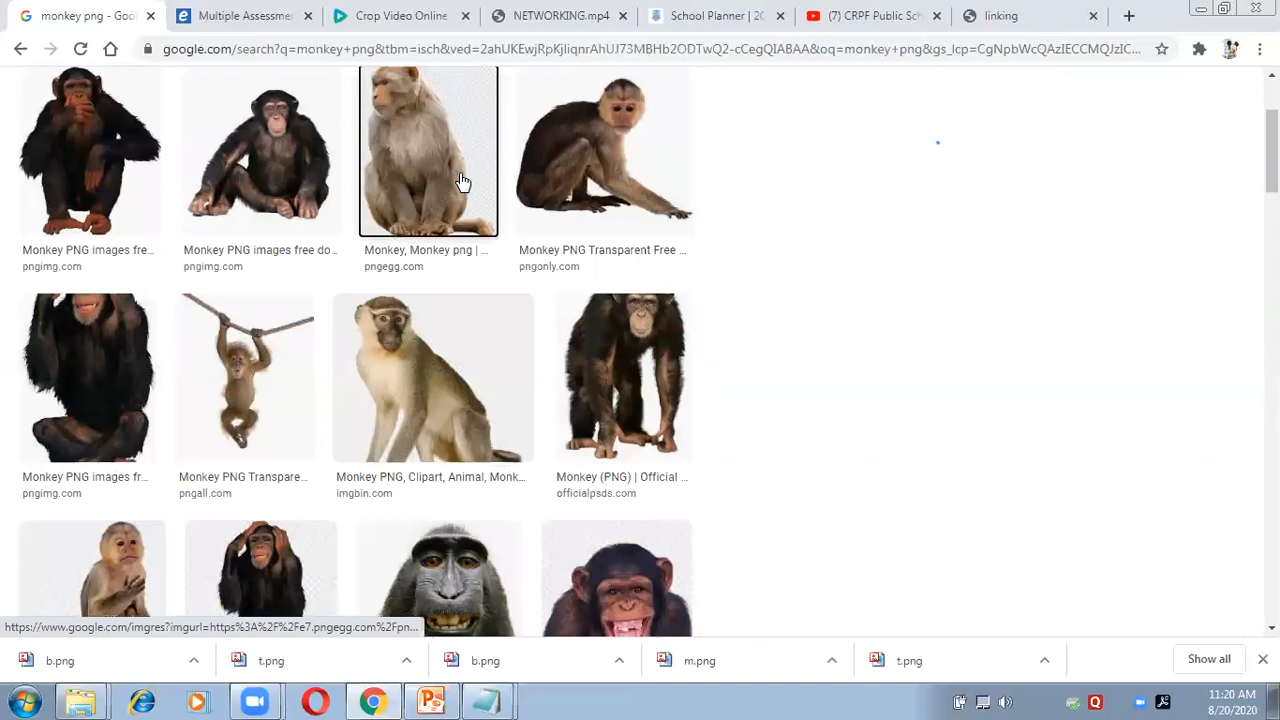 monkey png - Goo
Multiple Assessme
Crop Video Online
NETWORKING.mp
School Planner | 20
(7) CRPF Public Sch
linking
google.com/search?q=monkey+png&tbm=isch&ved=2ahUKEwjRpKjliqnrAhUJ73MBHb2ODTwQ2-cCegQIABAA&oq=monkey+png&gs_lcp=CgNpbWcQAzIECCMQJzIC...
Monkey PNG images fre...
pngimg.com
Monkey PNG images free do...
pngimg.com
Monkey, Monkey png | ...
pngegg.com
Monkey PNG Transparent Free ...
pngonly.com
Monkey PNG images fr...
pngimg.com
Monkey PNG Transpare...
pngall.com
Monkey PNG, Clipart, Animal, Monk...
imgbin.com
Monkey (PNG) | Official ...
officialpsds.com
https://www.google.com/imgres?imgurl=https%3A%2F%2Fe7.pngegg.com%2Fpn...
b.png
t.png
b.png
m.png
t.png
Show all
11:20 AM
8/20/2020